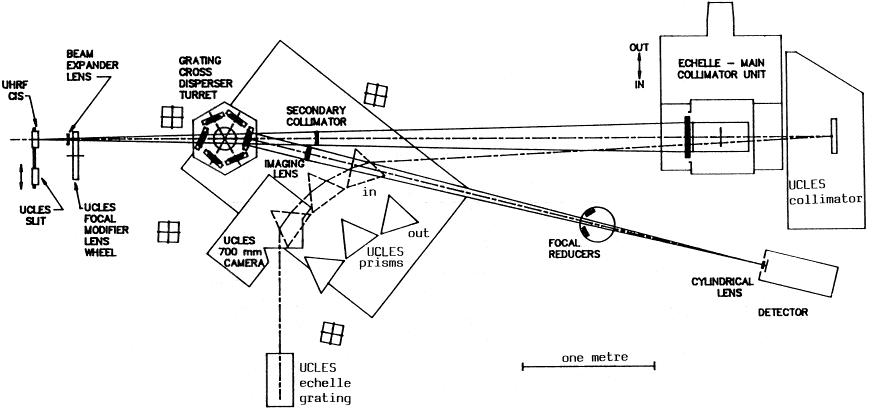 BEAM
EXPANDER
LENS
UHRF
CIS
GRATING
CROSS
DISPERSER
TURRET
SECONDARY
COLLIMATOR
OUT
IN
ECHELLE – MAIN
COLLIMATOR UNIT
UCLES
collimator
IMAGING
LENS
in
out
UCLES
prisms
UCLES
SLIT
UCLES
FOCAL
MODIFIER
LENS
WHEEL
UCLES
700 mm
CAMERA
FOCAL
REDUCERS
CYLINDRICAL
LENS
DETECTOR
one metre
UCLES
echelle
grating